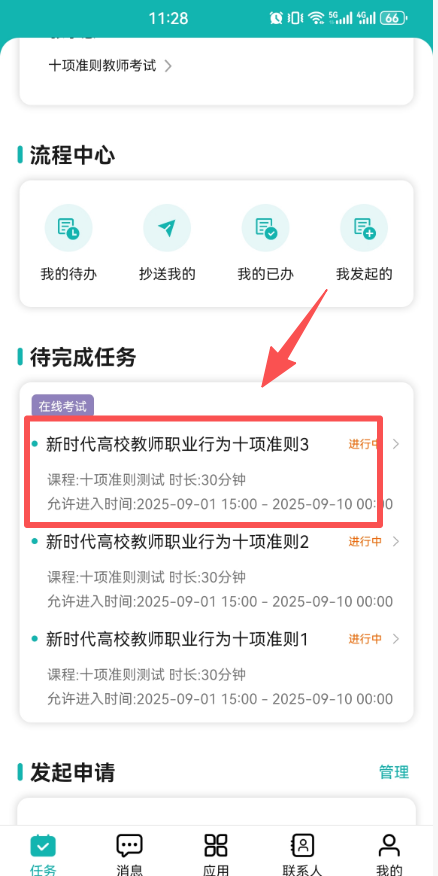 11:28
5G
4G
66
十项准则教师考试
流程中心
我的待办
抄送我的
我的已办
我发起的
待完成任务
在线考试
新时代高校教师职业行为十项准则3 进行中
课程:十项准则测试 时长:30分钟
允许进入时间:2025-09-01 15:00 - 2025-09-10 00:00
新时代高校教师职业行为十项准则2 进行中
课程:十项准则测试 时长:30分钟
允许进入时间:2025-09-01 15:00 - 2025-09-10 00:00
新时代高校教师职业行为十项准则1 进行中
课程:十项准则测试 时长:30分钟
允许进入时间:2025-09-01 15:00 - 2025-09-10 00:00
发起申请 管理
任务
消息
应用
联系人
我的